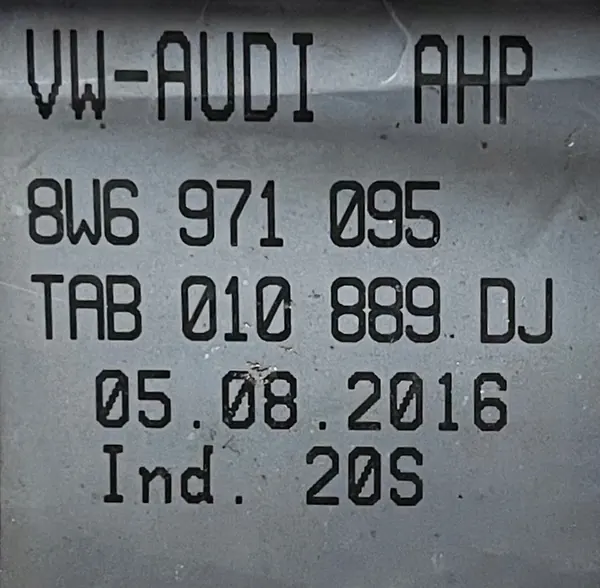 VW-AUDI AHP
8W6 971 095
TAB 010 889 DJ
05.08.2016
Ind. 20S